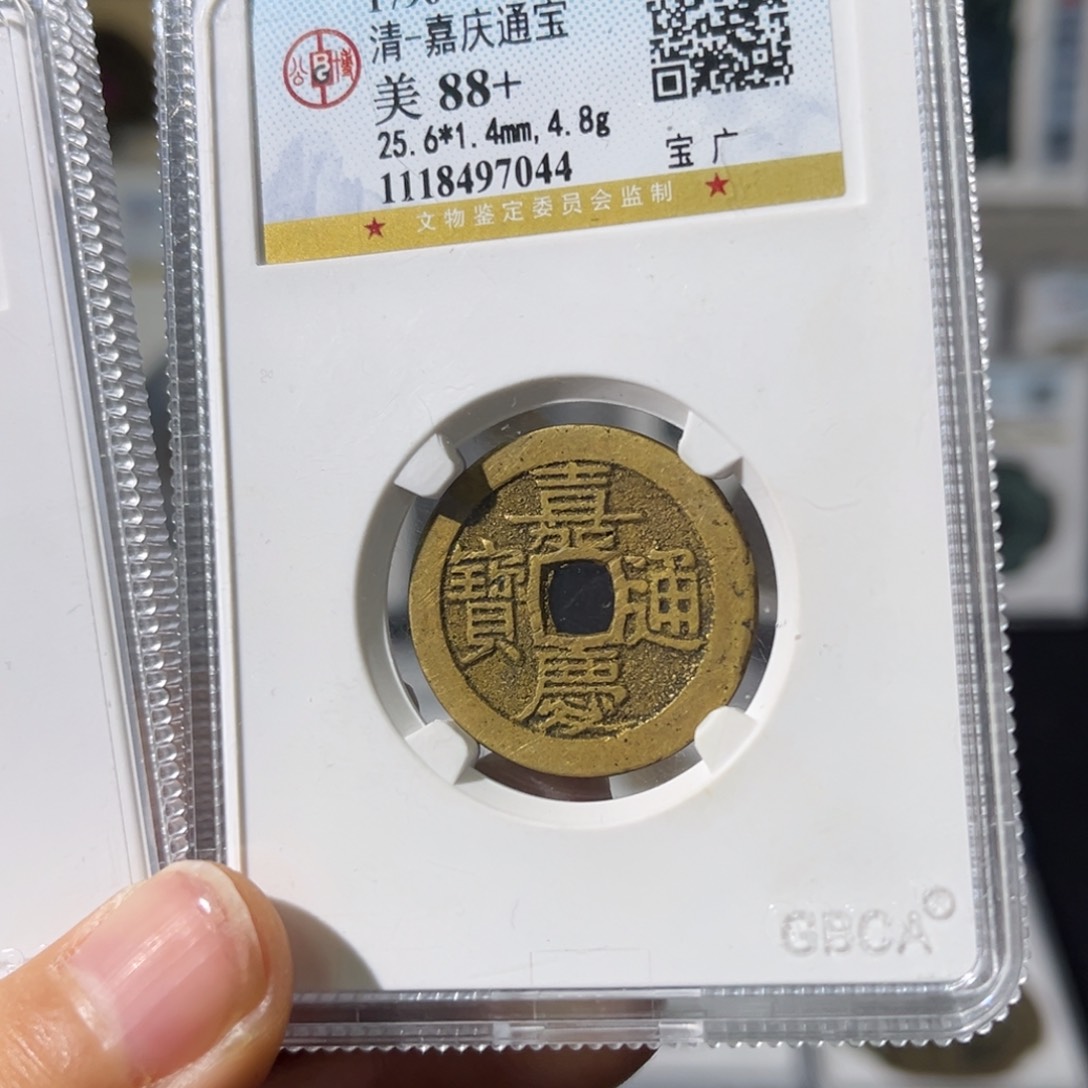 清-嘉庆通宝
美 88+
25.6*1.4mm, 4.8g
宝 广
1118497044
★ 文物鉴定委员会监制 ★
嘉
寶 通
慶
GBCA